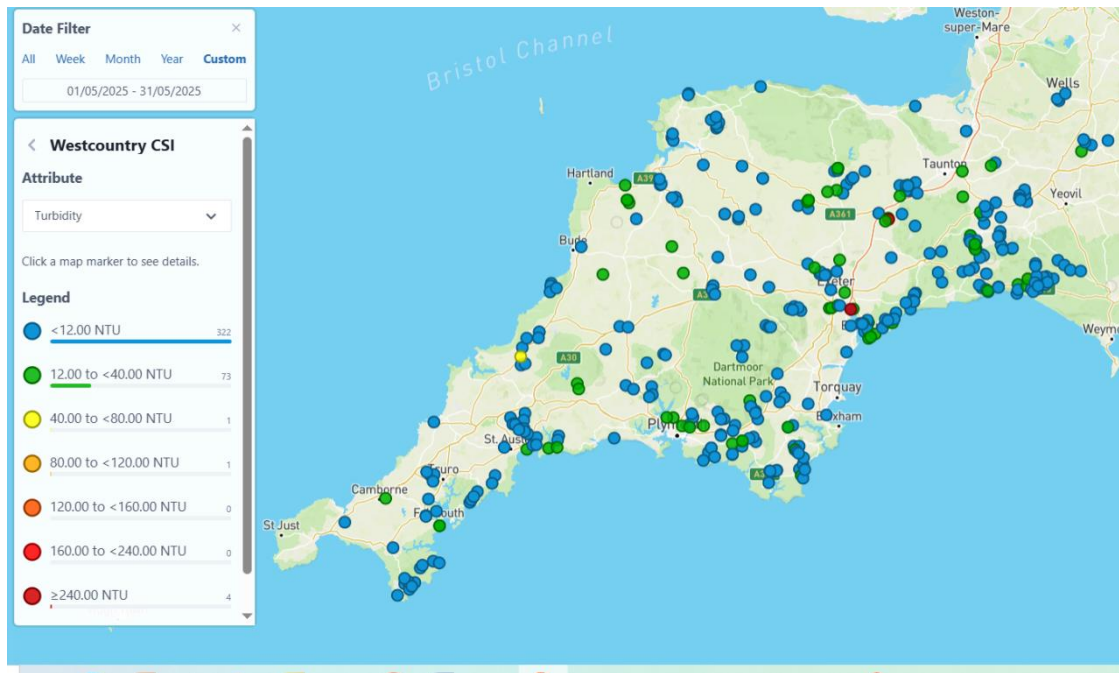 Date Filter ×
All Week Month Year Custom
01/05/2025 - 31/05/2025
Westcountry CSI
Attribute
Turbidity
Click a map marker to see details.
Legend
<12.00 NTU 322
12.00 to <40.00 NTU 73
40.00 to <80.00 NTU 1
80.00 to <120.00 NTU 1
120.00 to <160.00 NTU 0
160.00 to <240.00 NTU 0
≥240.00 NTU 4
Bristol Channel
Weston-
super-Mare
Wells
Taunton
Hartland
A39
Yeovil
A361
Bude
Exeter
Weym
A30
Dartmoor
National Park
Torquay
St. Aus
Truro
Camborne
St Just